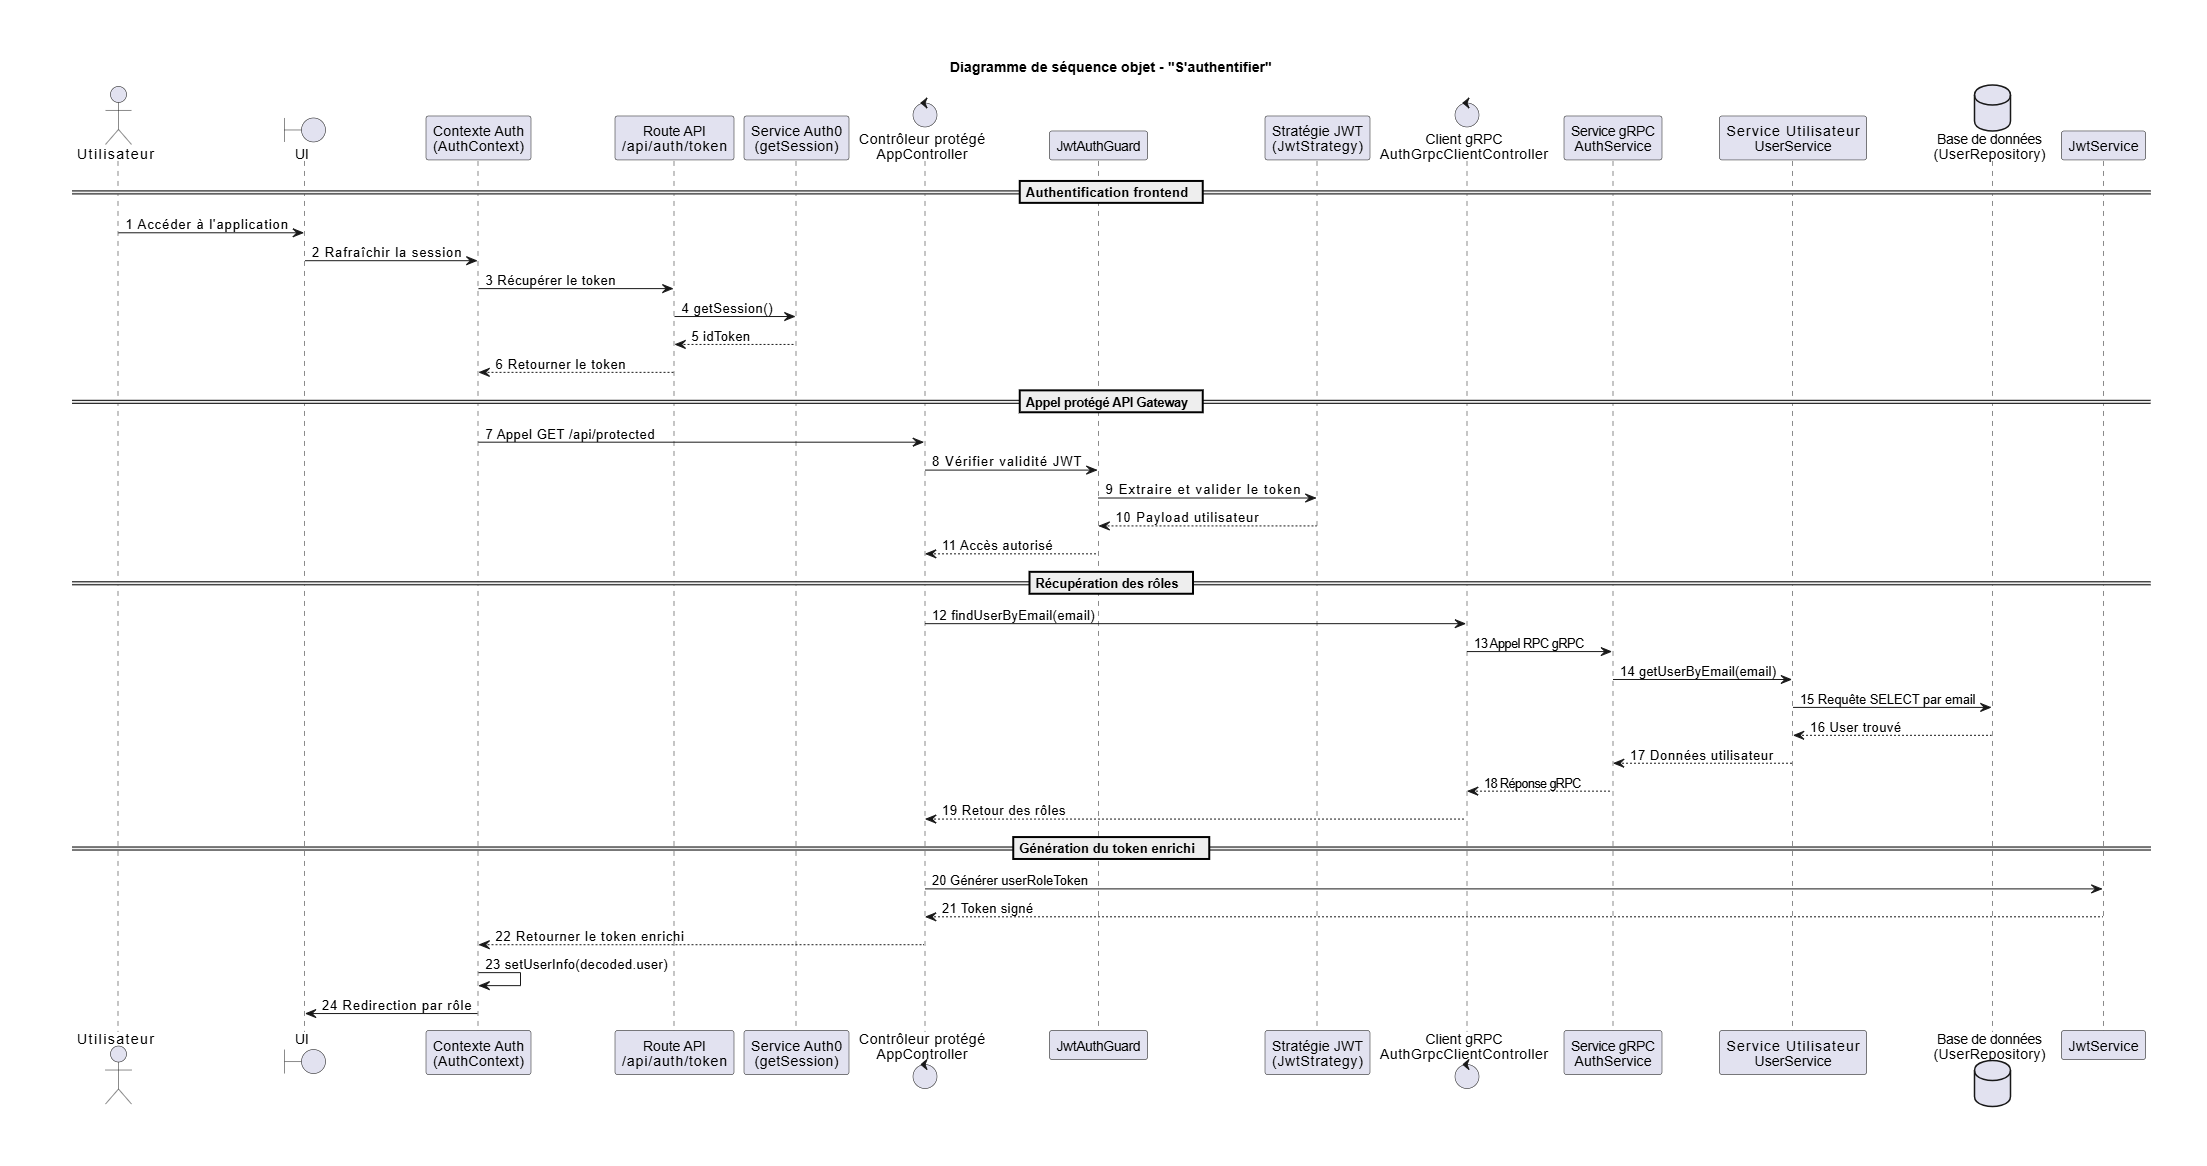 Diagramme de séquence objet - "S'authentifier"
Utilisateur
UI
Contexte Auth
(AuthContext)
Route API
/api/auth/token
Service Auth0
(getSession)
Contrôleur protégé
AppController
JwtAuthGuard
Stratégie JWT
(JwtStrategy)
Client gRPC
AuthGrpcClientController
Service gRPC
AuthService
Service Utilisateur
UserService
Base de données
(UserRepository)
JwtService
Authentification frontend
1 Accéder à l'application
2 Rafraîchir la session
3 Récupérer le token
4 getSession()
5 idToken
6 Retourner le token
Appel protégé API Gateway
7 Appel GET /api/protected
8 Vérifier validité JWT
9 Extraire et valider le token
10 Payload utilisateur
11 Accès autorisé
Récupération des rôles
12 findUserByEmail(email)
13 Appel RPC gRPC
14 getUserByEmail(email)
15 Requête SELECT par email
16 User trouvé
17 Données utilisateur
18 Réponse gRPC
19 Retour des rôles
Génération du token enrichi
20 Générer userRoleToken
21 Token signé
22 Retourner le token enrichi
23 setUserInfo(decoded.user)
24 Redirection par rôle
Utilisateur
UI
Contexte Auth
(AuthContext)
Route API
/api/auth/token
Service Auth0
(getSession)
Contrôleur protégé
AppController
JwtAuthGuard
Stratégie JWT
(JwtStrategy)
Client gRPC
AuthGrpcClientController
Service gRPC
AuthService
Service Utilisateur
UserService
Base de données
(UserRepository)
JwtService